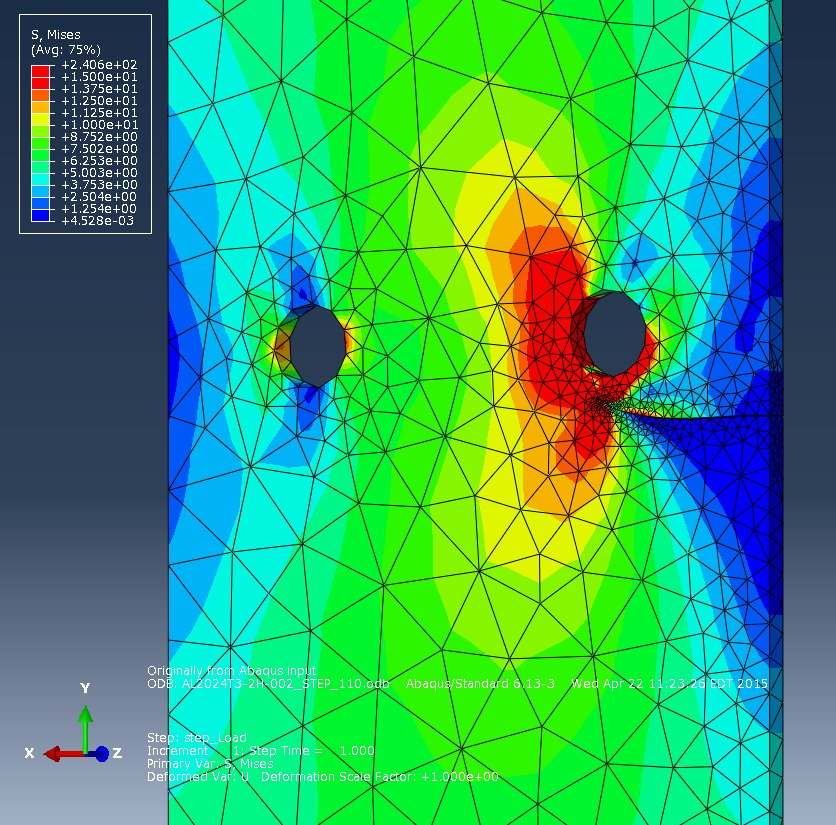 S, Mises
(Avg: 75%)
+2.406e+02
+1.500e+01
+1.375e+01
+1.250e+01
+1.125e+01
+1.000e+01
+8.752e+00
+7.502e+00
+6.253e+00
+5.003e+00
+3.753e+00
+2.504e+00
+1.254e+00
+4.528e-03
Originally from Abaqus input
ODB: AL2024T3-2H-002_STEP_110.odb    Abaqus/Standard 6.13-3    Wed Apr 22 11:23:26 EDT 2015
Y
X
Z
Step: step_Load
Increment     1: Step Time =    1.000
Primary Var: S, Mises
Deformed Var: U   Deformation Scale Factor: +1.000e+00